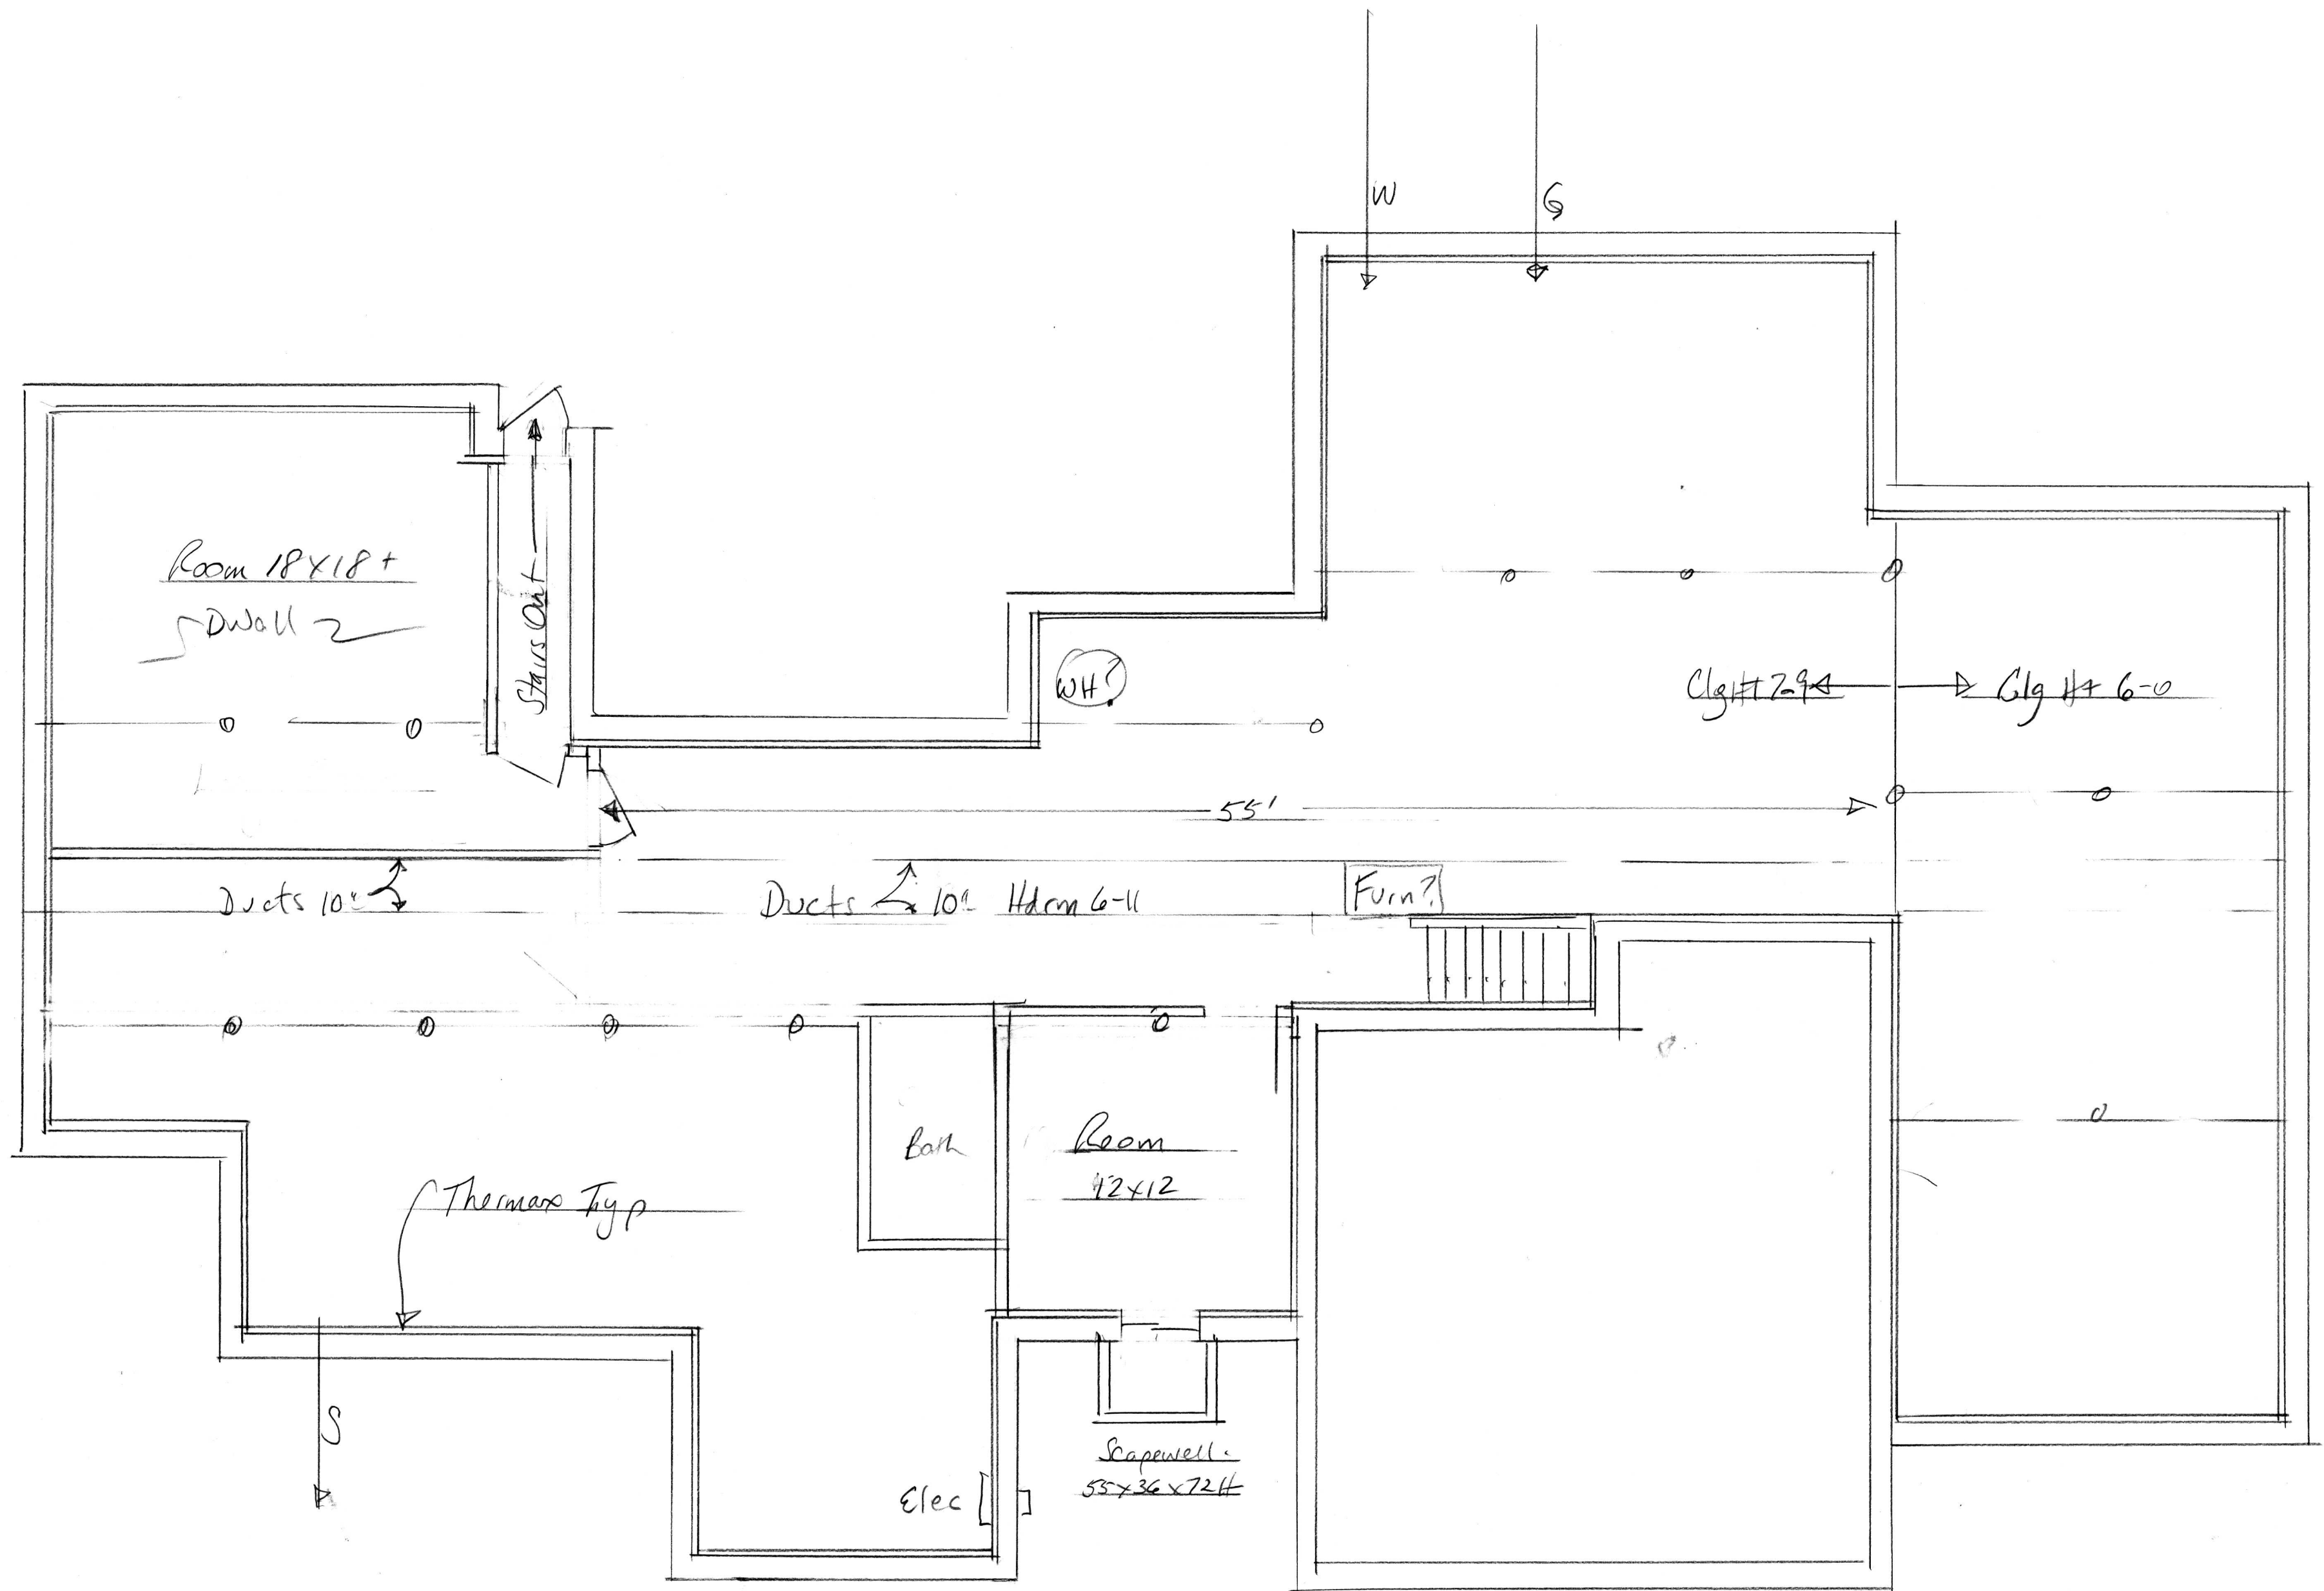 W
G
Room 18x18+
DWall
Stairs Out
WH?
Clg Ht 7-9
Clg Ht 6-0
55'
Ducts 10"
Ducts 10" Hdrm 6-11
Furn?
Bath
Room
12x12
Thermax Typ
S
Scapewell.
55x36x72H
Elec